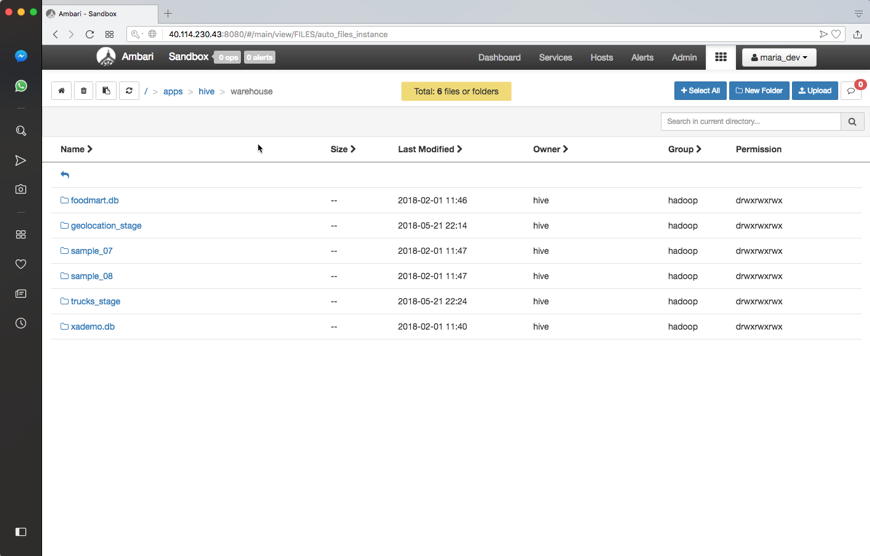 Ambari - Sandbox
40.114.230.43:8080/#/main/view/FILES/auto_files_instance
Ambari Sandbox 0 ops 0 alerts Dashboard Services Hosts Alerts Admin maria_dev
/ > apps > hive > warehouse Total: 6 files or folders + Select All New Folder Upload 0
Search in current directory...
Name Size Last Modified Owner Group Permission
foodmart.db -- 2018-02-01 11:46 hive hadoop drwxrwxrwx
geolocation_stage -- 2018-05-21 22:14 hive hadoop drwxrwxrwx
sample_07 -- 2018-02-01 11:47 hive hadoop drwxrwxrwx
sample_08 -- 2018-02-01 11:47 hive hadoop drwxrwxrwx
trucks_stage -- 2018-05-21 22:24 hive hadoop drwxrwxrwx
xademo.db -- 2018-02-01 11:40 hive hadoop drwxrwxrwx